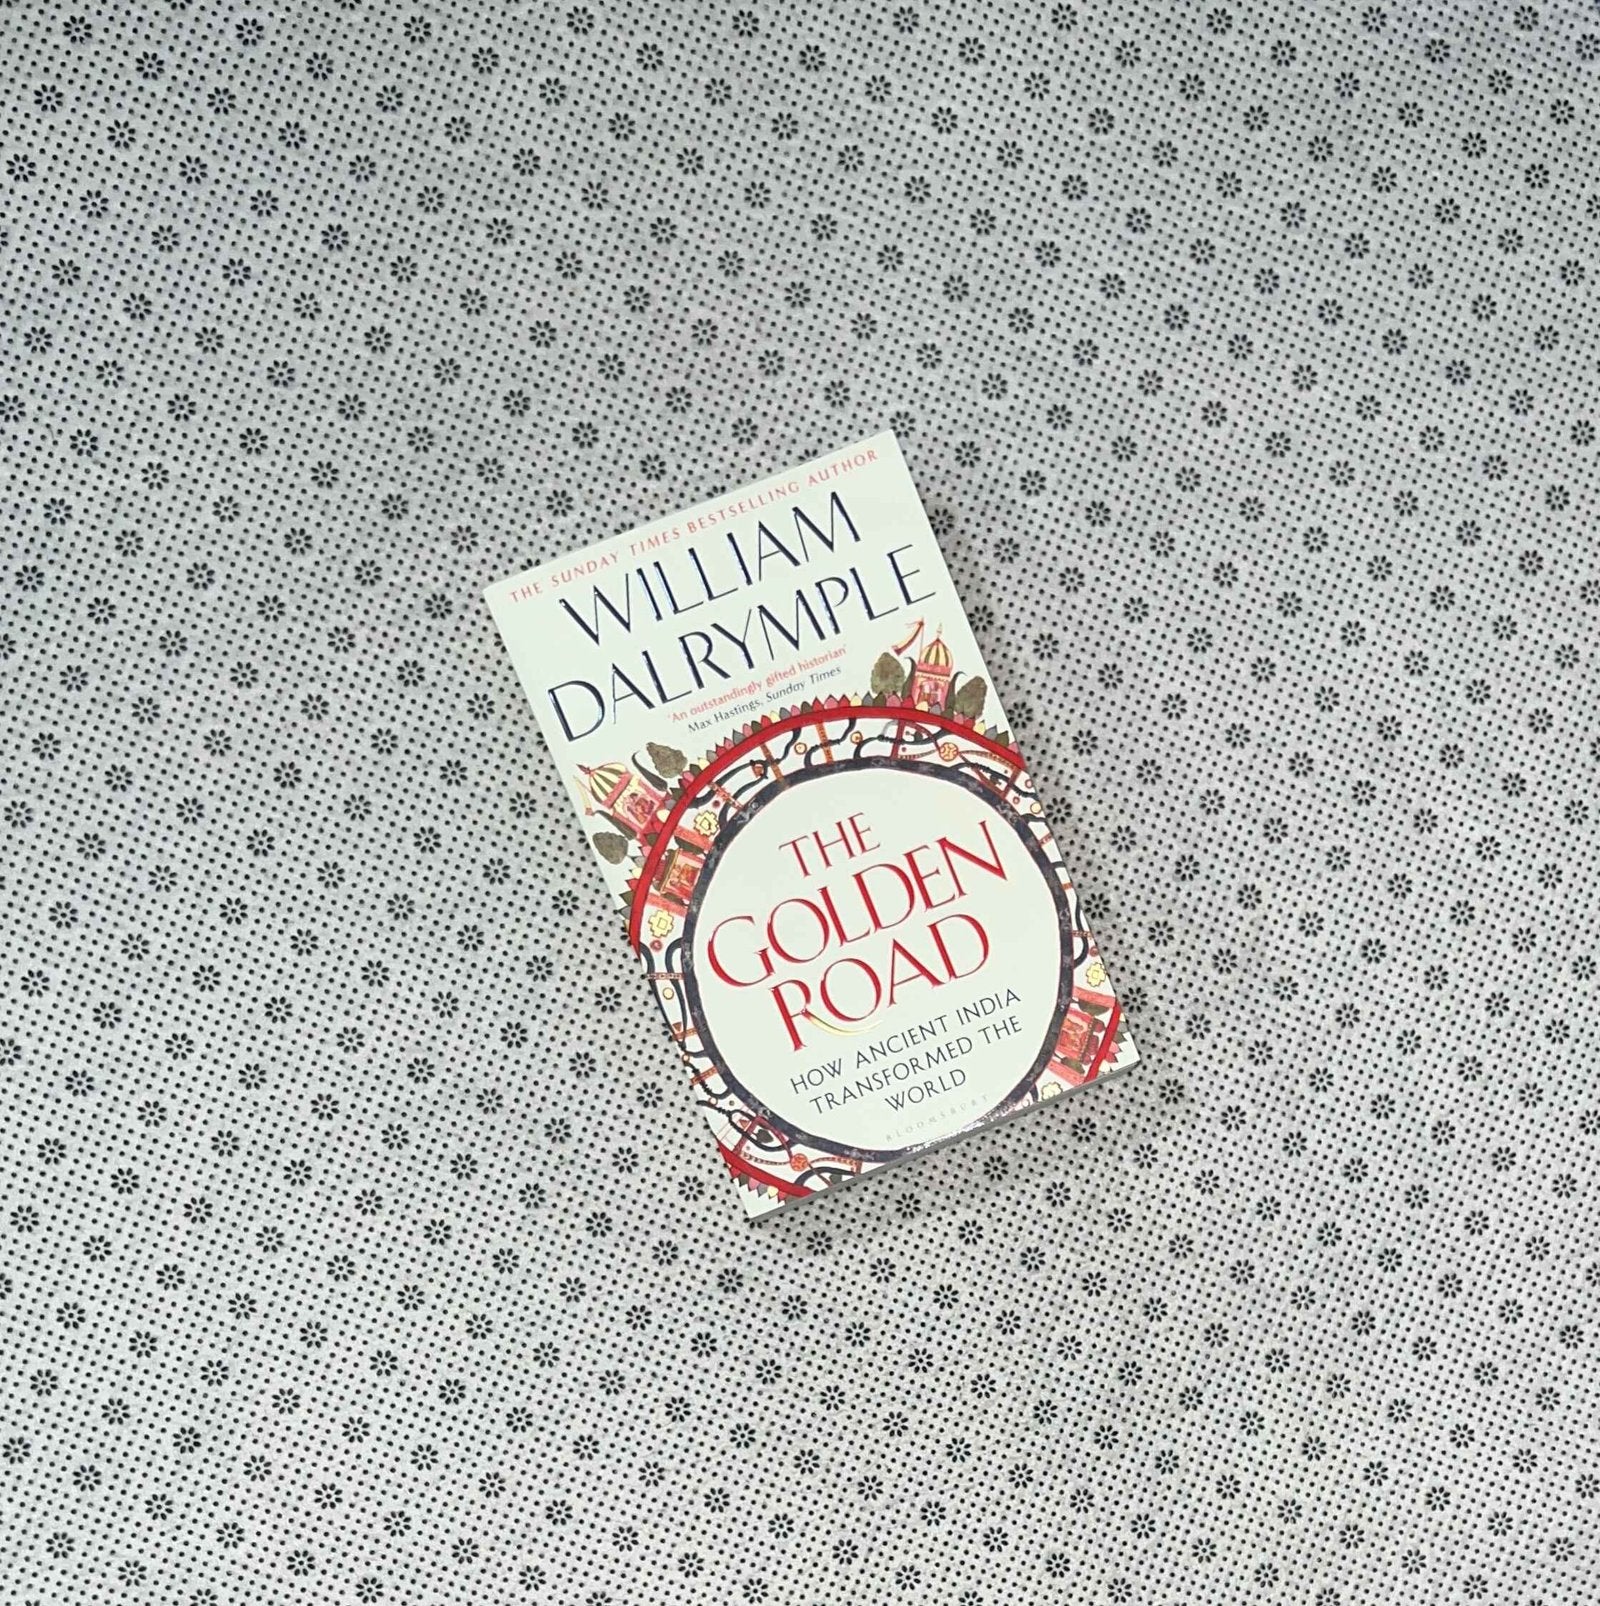 THE SUNDAY TIMES BESTSELLING AUTHOR
WILLIAM
DALRYMPLE
'An outstandingly gifted historian'
Max Hastings, Sunday Times
THE
GOLDEN
ROAD
HOW ANCIENT INDIA
TRANSFORMED THE
WORLD
BLOOMSBURY